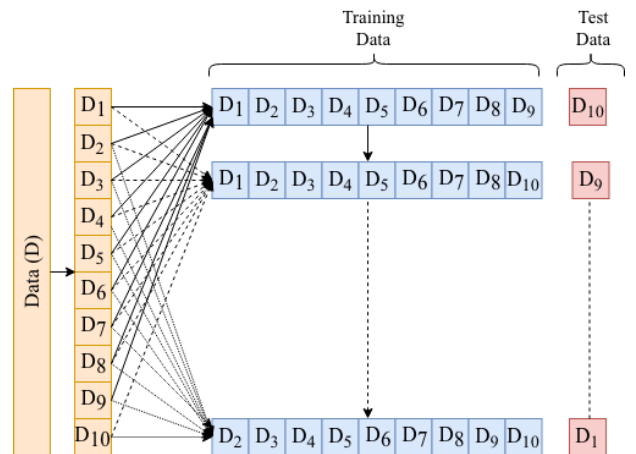 Training
Data
Test
Data
Data (D)
D1
D2
D3
D4
D5
D6
D7
D8
D9
D10
D1 D2 D3 D4 D5 D6 D7 D8 D9 D10
D1 D2 D3 D4 D5 D6 D7 D8 D10 D9
D2 D3 D4 D5 D6 D7 D8 D9 D10 D1